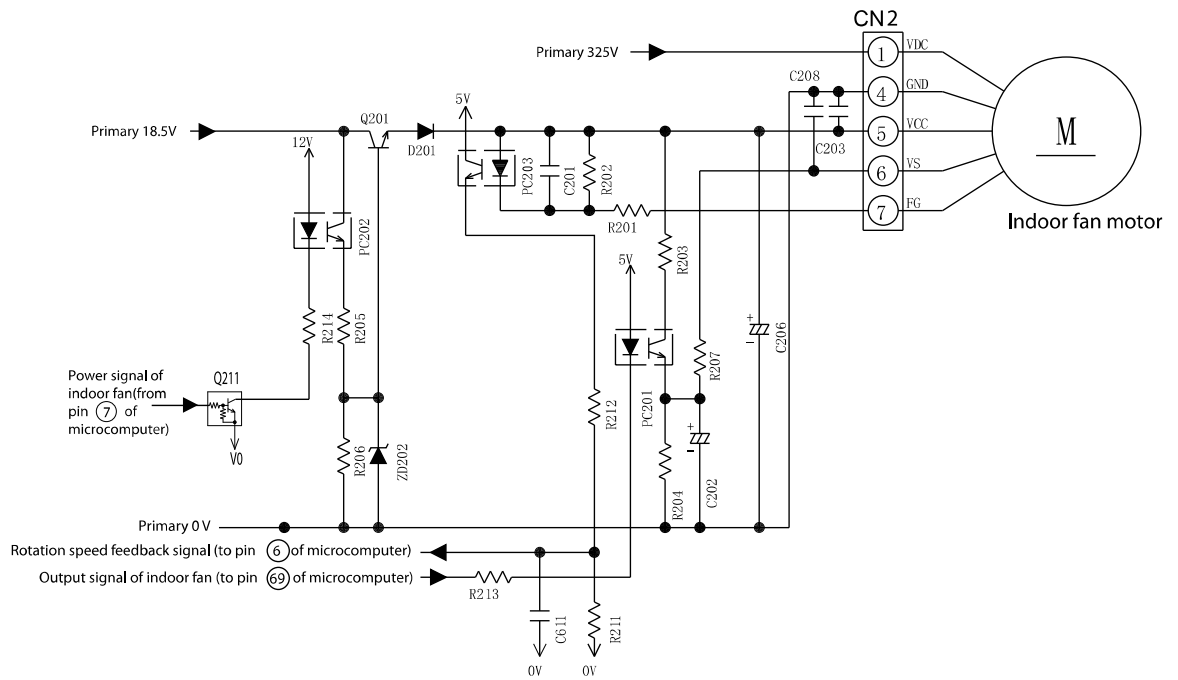 CN2
Primary 325V
1
VDC
C208
4
GND
5V
Q201
Primary 18.5V
5
VCC
M
12V
D201
C203
PC203
C201
R202
6
VS
7
FG
R201
Indoor fan motor
PC202
R203
5V
R214
R205
C206
R207
Power signal of
indoor fan(from
pin 7 of
microcomputer)
Q211
PC201
R212
V0
R206
ZD202
R204
C202
Primary 0 V
Rotation speed feedback signal (to pin 6 of microcomputer)
Output signal of indoor fan (to pin 69 of microcomputer)
R213
C611
R211
0V
0V
+
-
+
-